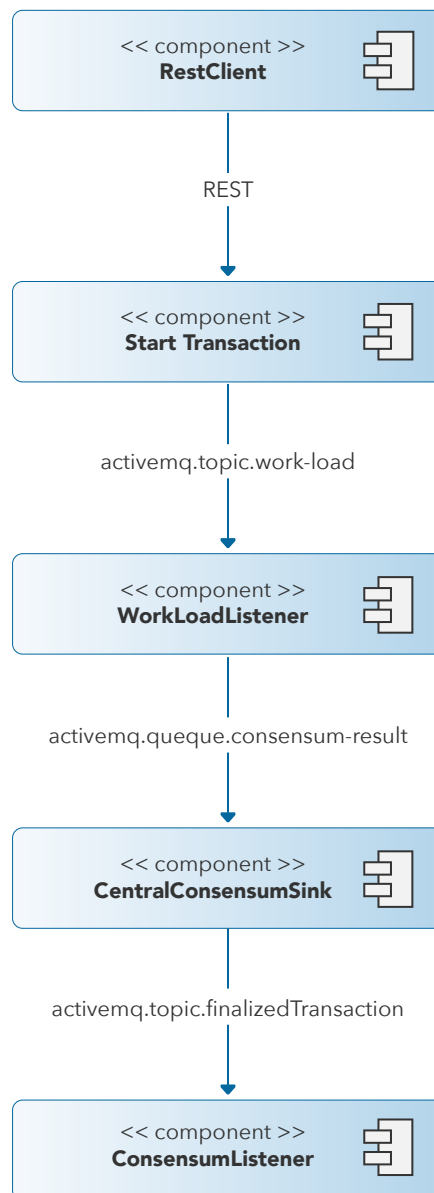 << component >>
RestClient
REST
<< component >>
Start Transaction
activemq.topic.work-load
<< component >>
WorkLoadListener
activemq.queque.consensum-result
<< component >>
CentralConsensumSink
activemq.topic.finalizedTransaction
<< component >>
ConsensumListener